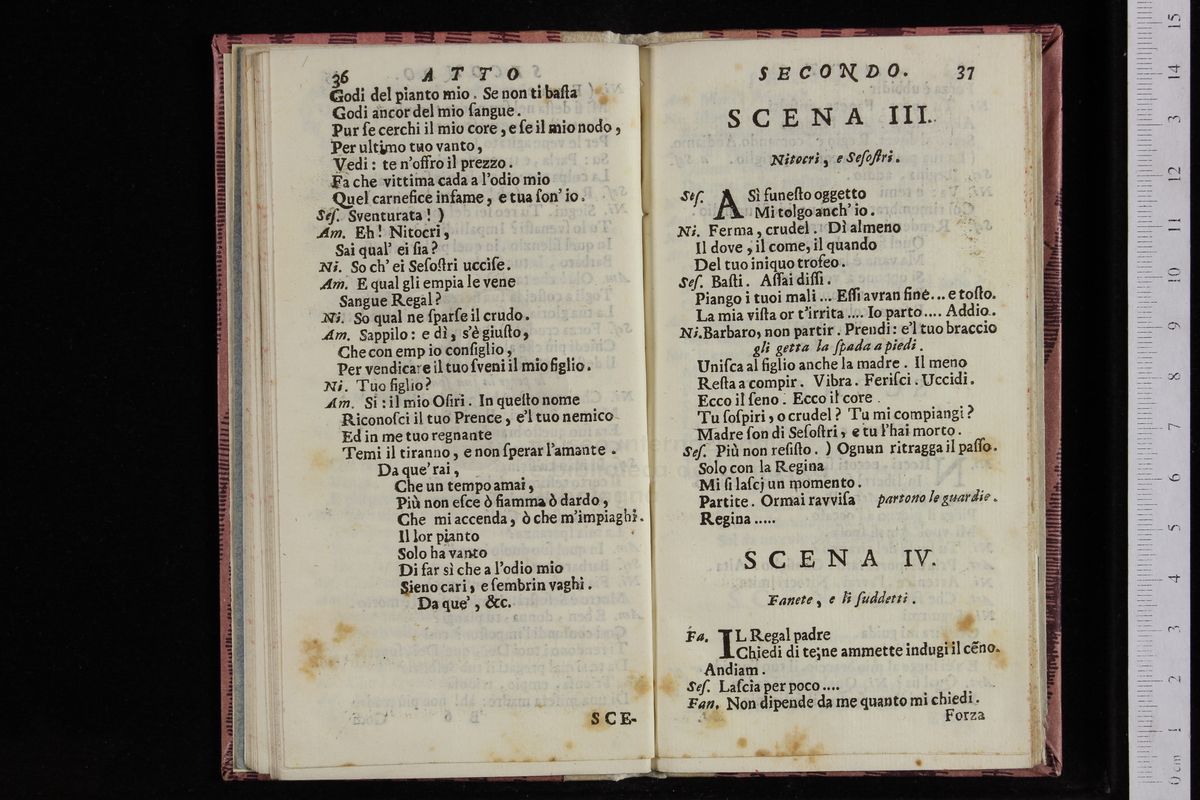 36 ATTO
Godi del pianto mio. Se non ti baſta
Godi ancor del mio ſangue.
Pur ſe cerchi il mio core, e ſe il mio nodo,
Per ultimo tuo vanto,
Vedi: te n'offro il prezzo.
Fa che vittima cada a l'odio mio
Quel carnefice infame, e tua ſon' io.
Seſ. Sventurata! )
Am. Eh! Nitocri,
Sai qual' ei ſia?
Ni. So ch' ei Seſoſtri ucciſe.
Am. E qual gli empia le vene
Sangue Regal?
Ni. So qual ne ſparſe il crudo.
Am. Sappilo: e dì, s'è giuſto,
Che con emp io conſiglio,
Per vendicare il tuo ſveni il mio figlio.
Ni. Tuo figlio?
Am. Si: il mio Oſiri. In queſto nome
Riconoſci il tuo Prence, e'l tuo nemico
Ed in me tuo regnante
Temi il tiranno, e non ſperar l'amante.
Da que' rai,
Che un tempo amai,
Più non eſce ò fiamma ò dardo,
Che mi accenda, ò che m'impiaghi.
Il lor pianto
Solo ha vanto
Di far sì che a l'odio mio
Sieno cari, e ſembrin vaghi.
Da que', &c.
SCE-
SECONDO. 37
SCENA III.
Nitocri, e Seſoſtri.
Seſ. ASì funeſto oggetto
Mi tolgo anch' io.
Ni. Ferma, crudel. Dì almeno
Il dove, il come, il quando
Del tuo iniquo trofeo.
Seſ. Baſti. Aſſai diſſi.
Piango i tuoi mali... Eſſi avran fine... e toſto.
La mia viſta or t'irrita.... Io parto.... Addio.
Ni. Barbaro, non partir. Prendi: e'l tuo braccio
gli getta la ſpada a piedi.
Uniſca al figlio anche la madre. Il meno
Reſta a compir. Vibra. Feriſci. Uccidi.
Ecco il ſeno. Ecco il core.
Tu ſoſpiri, o crudel? Tu mi compiangi?
Madre ſon di Seſoſtri, e tu l'hai morto.
Seſ. Più non reſiſto. ) Ognun ritragga il paſſo.
Solo con la Regina
Mi ſi laſcj un momento.
Partite. Ormai ravviſa partono le guardie.
Regina.....
SCENA IV.
Fanete, e li ſuddetti.
Fa. IL Regal padre
Chiedi di te; ne ammette indugi il cẽno.
Andiam.
Seſ. Laſcia per poco....
Fan. Non dipende da me quanto mi chiedi.
Forza